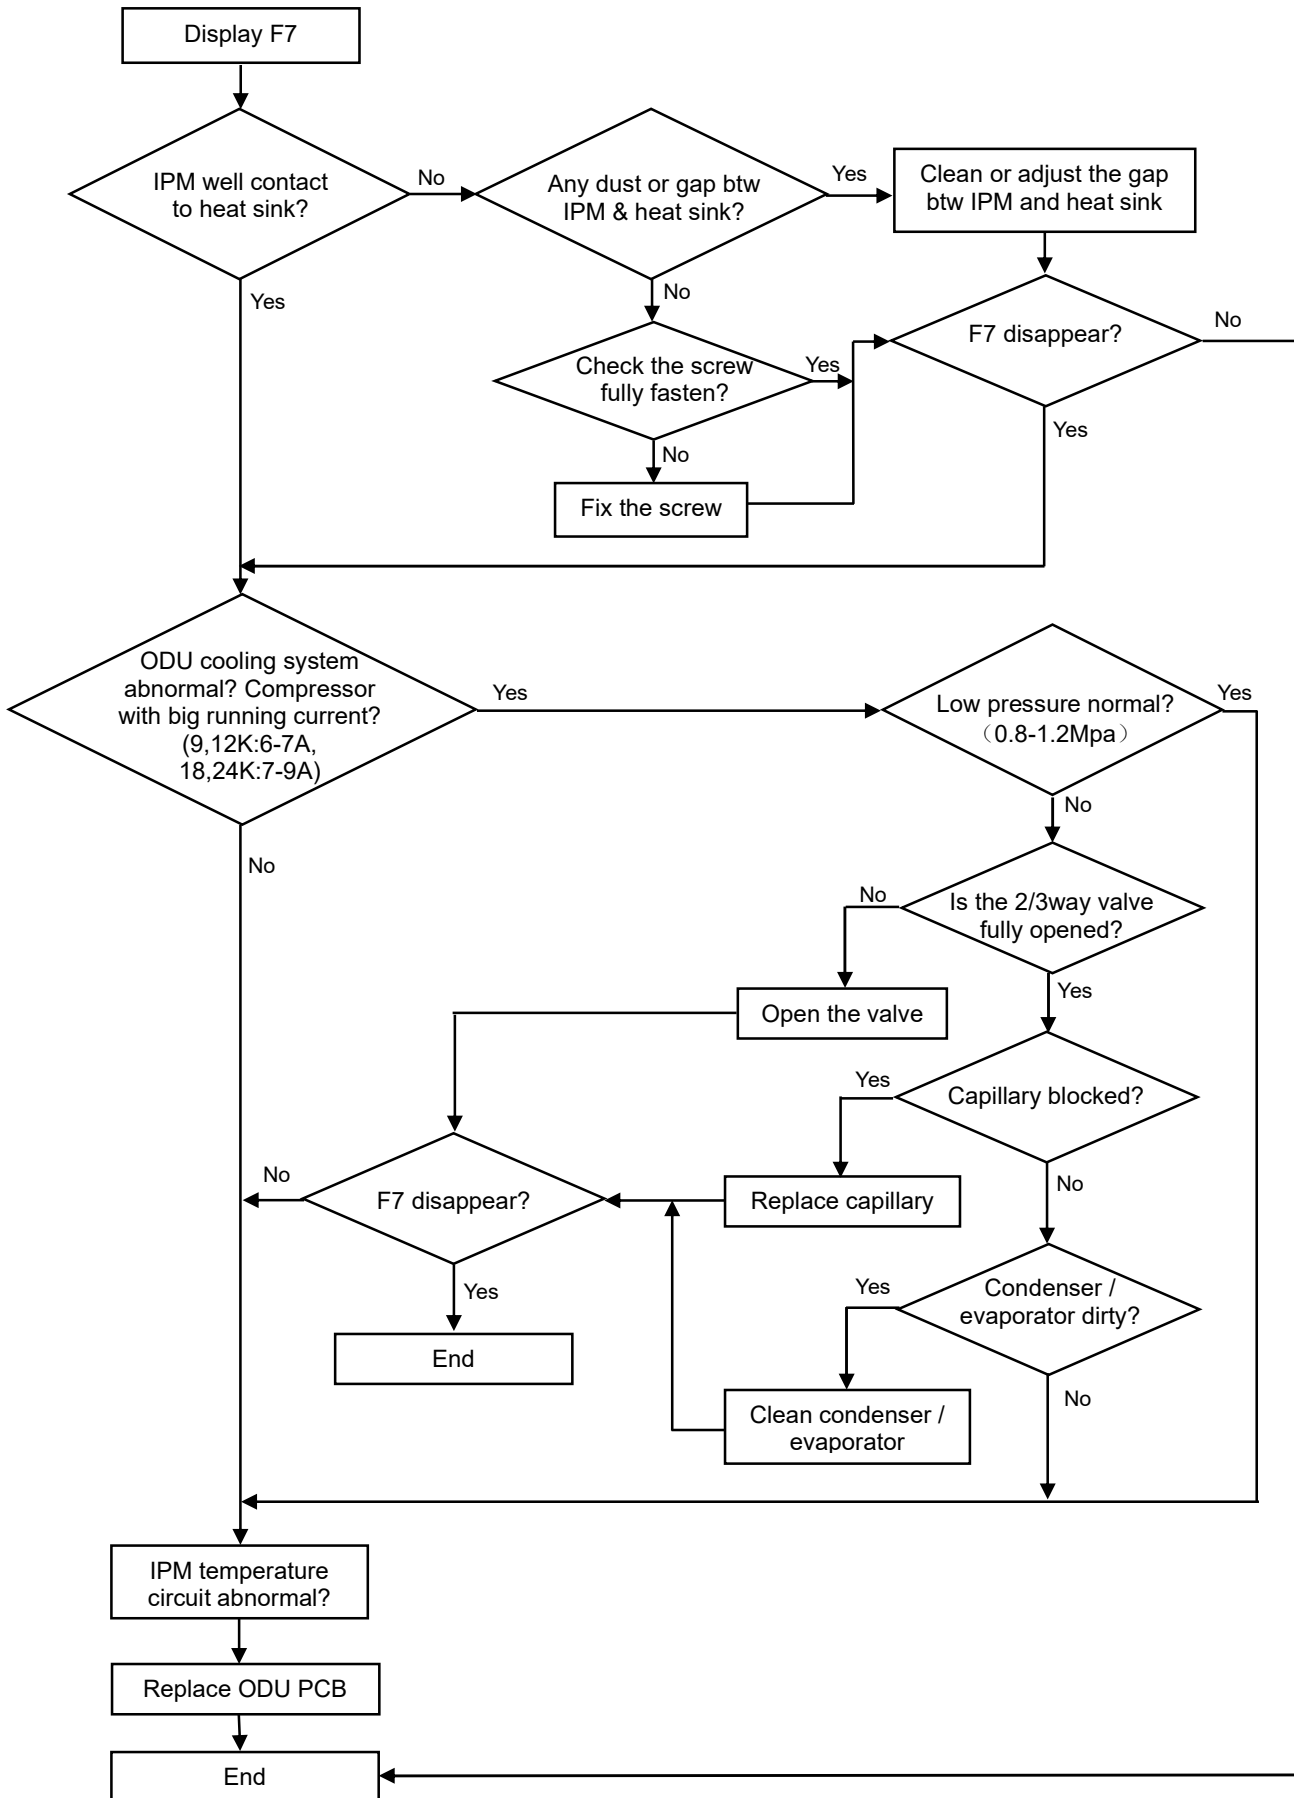 Display F7
IPM well contact
to heat sink?
No
Any dust or gap btw
IPM & heat sink?
Yes
Clean or adjust the gap
btw IPM and heat sink
Yes
No
F7 disappear?
No
Check the screw
fully fasten?
Yes
Yes
No
Fix the screw
ODU cooling system
abnormal? Compressor
with big running current?
(9,12K:6-7A,
18,24K:7-9A)
Yes
Low pressure normal?
（0.8-1.2Mpa）
Yes
No
No
Is the 2/3way valve
fully opened?
No
Yes
Open the valve
Capillary blocked?
Yes
No
Replace capillary
F7 disappear?
No
Yes
End
Condenser /
evaporator dirty?
Yes
No
Clean condenser /
evaporator
IPM temperature
circuit abnormal?
Replace ODU PCB
End